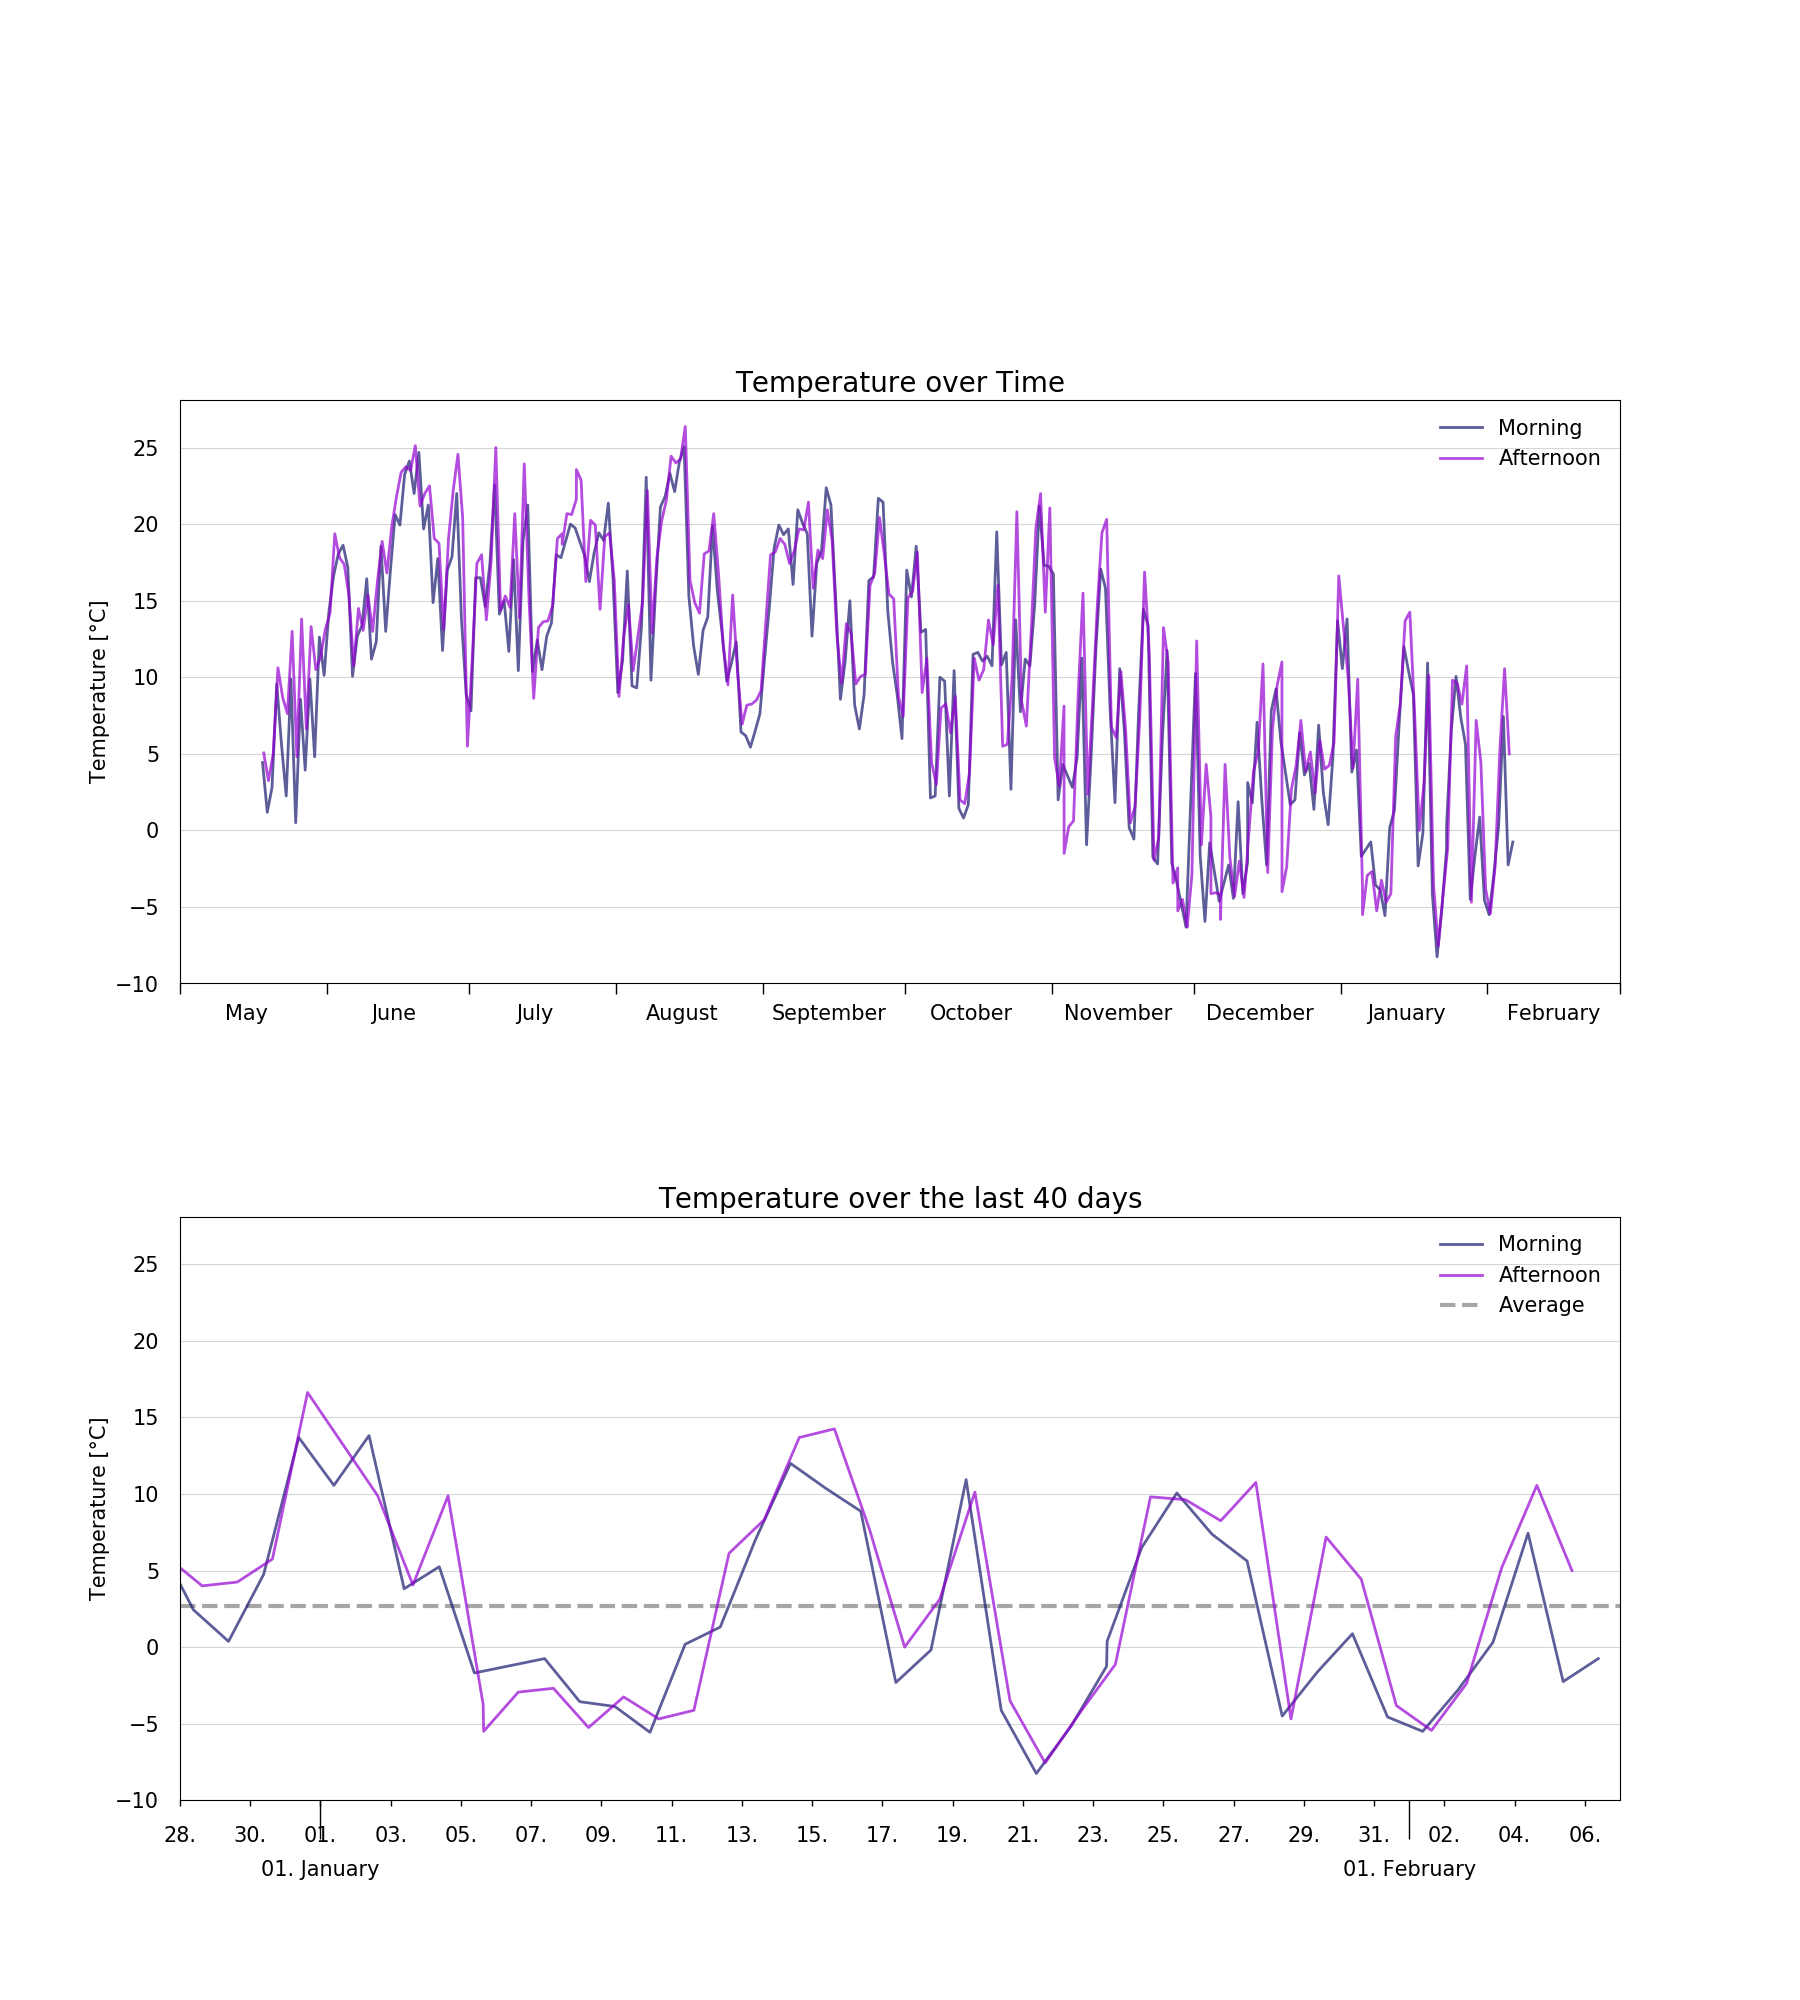 Temperature over Time
Morning
Afternoon
Temperature [°C]
25
20
15
10
5
0
−5
−10
May June July August September October November December January February
Temperature over the last 40 days
Morning
Afternoon
Average
Temperature [°C]
25
20
15
10
5
0
−5
−10
28. 30. 01. 03. 05. 07. 09. 11. 13. 15. 17. 19. 21. 23. 25. 27. 29. 31. 02. 04. 06.
01. January 01. February